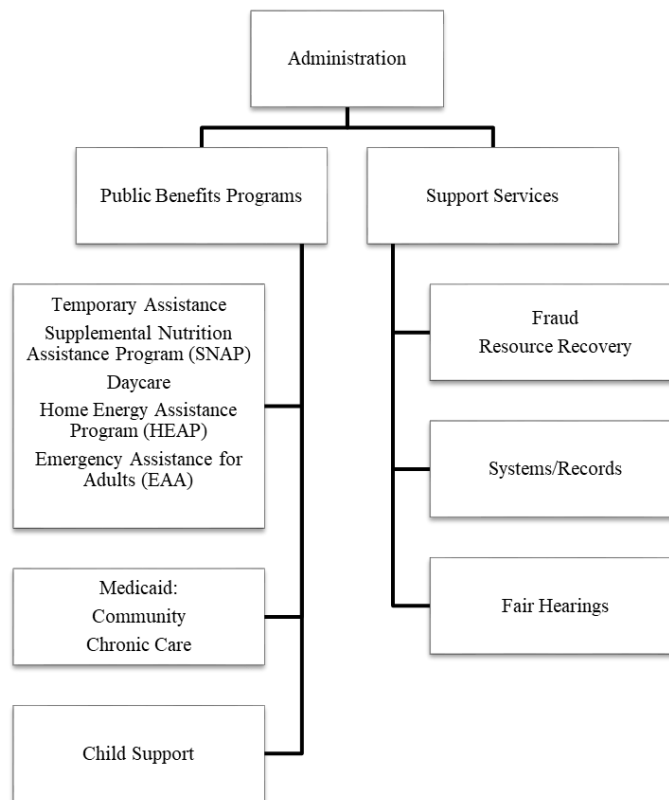 Administration
Public Benefits Programs
Support Services
Temporary Assistance
Supplemental Nutrition
Assistance Program (SNAP)
Daycare
Home Energy Assistance
Program (HEAP)
Emergency Assistance for
Adults (EAA)
Medicaid:
Community
Chronic Care
Child Support
Fraud
Resource Recovery
Systems/Records
Fair Hearings